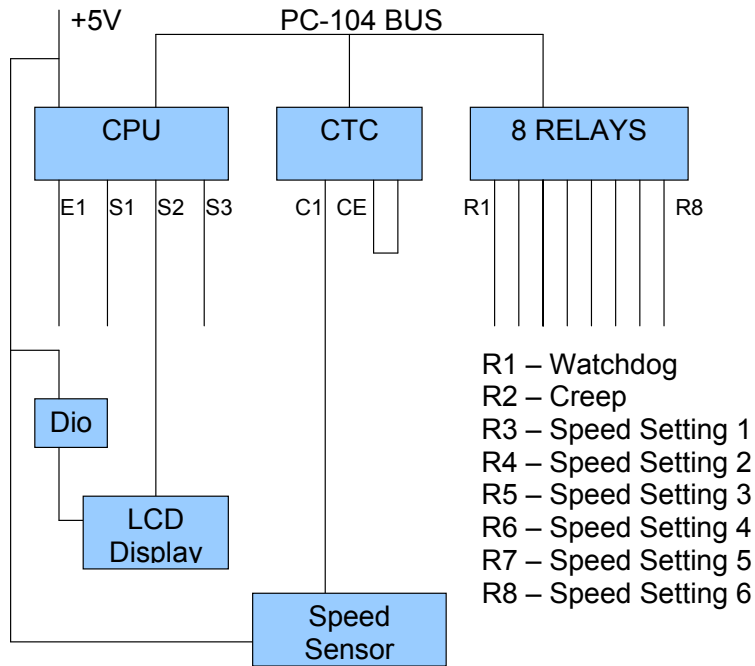 +5V
PC-104 BUS
CPU
CTC
8 RELAYS
E1
S1
S2
S3
C1
CE
R1
R8
R1 – Watchdog
R2 – Creep
R3 – Speed Setting 1
R4 – Speed Setting 2
R5 – Speed Setting 3
R6 – Speed Setting 4
R7 – Speed Setting 5
R8 – Speed Setting 6
Dio
LCD
Display
Speed
Sensor